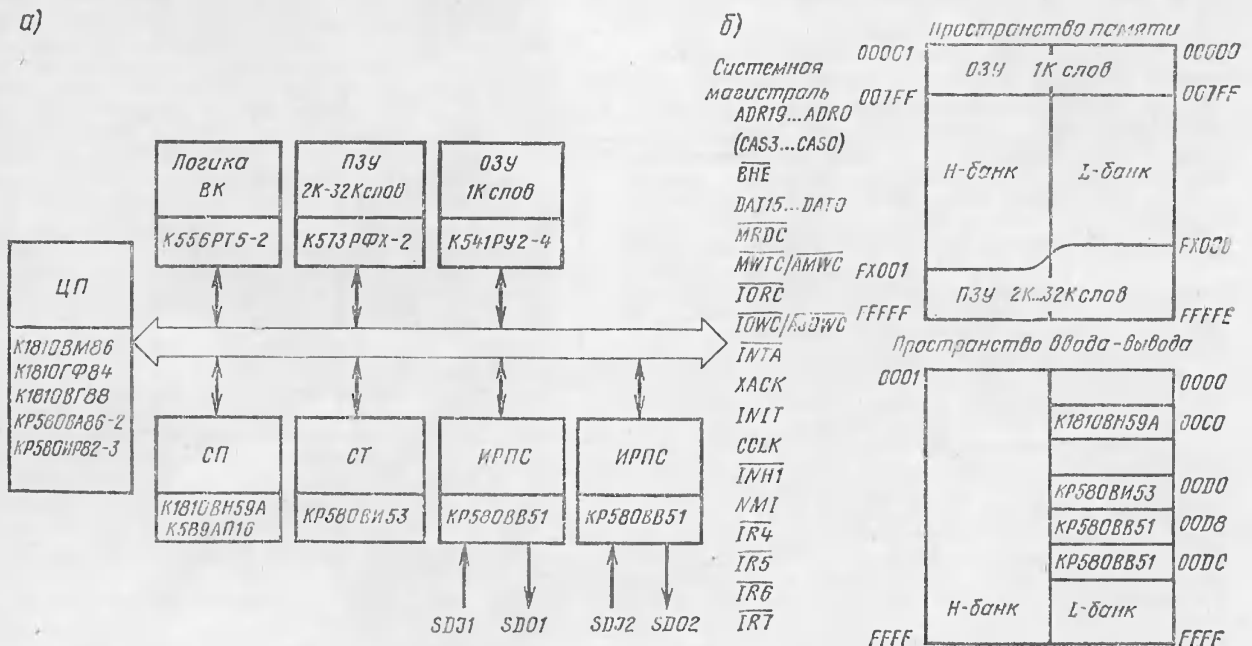 а)
Логика
ВК
К556РТ5-2
ПЗУ
2К-32Кслов
К573РФХ-2
ОЗУ
1К слов
К541РУ2-4
ЦП
К1810ВМ86
К1810ГФ84
К1810ВГ88
КР580ВА86-2
КР580ИР82-3
СП
К1810ВН59А
К589АП16
СТ
КР580ВИ53
ИРПС
КР580ВВ51
ИРПС
КР580ВВ51
SDI1 SDO1 SDI2 SDO2
б)
Системная
магистраль
ADR19...ADR0
(CAS3...CAS0)
BHE
DAT15...DAT0
MRDC
MWTC/AMWC
IORC
IOWC/AIOWC
INTA
XACK
INIT
CCLK
INH1
NMI
IR4
IR5
IR6
IR7
Пространство памяти
00001
00000
ОЗУ 1К слов
007FF
007FF
Н-банк
L-банк
FX001
FX000
ПЗУ 2К...32К слов
FFFFF
FFFFE
Пространство ввода-вывода
0001
0000
К1810ВН59А
00C0
КР580ВИ53
00D0
КР580ВВ51
00D8
КР580ВВ51
00DC
Н-банк
L-банк
FFFF
FFFF